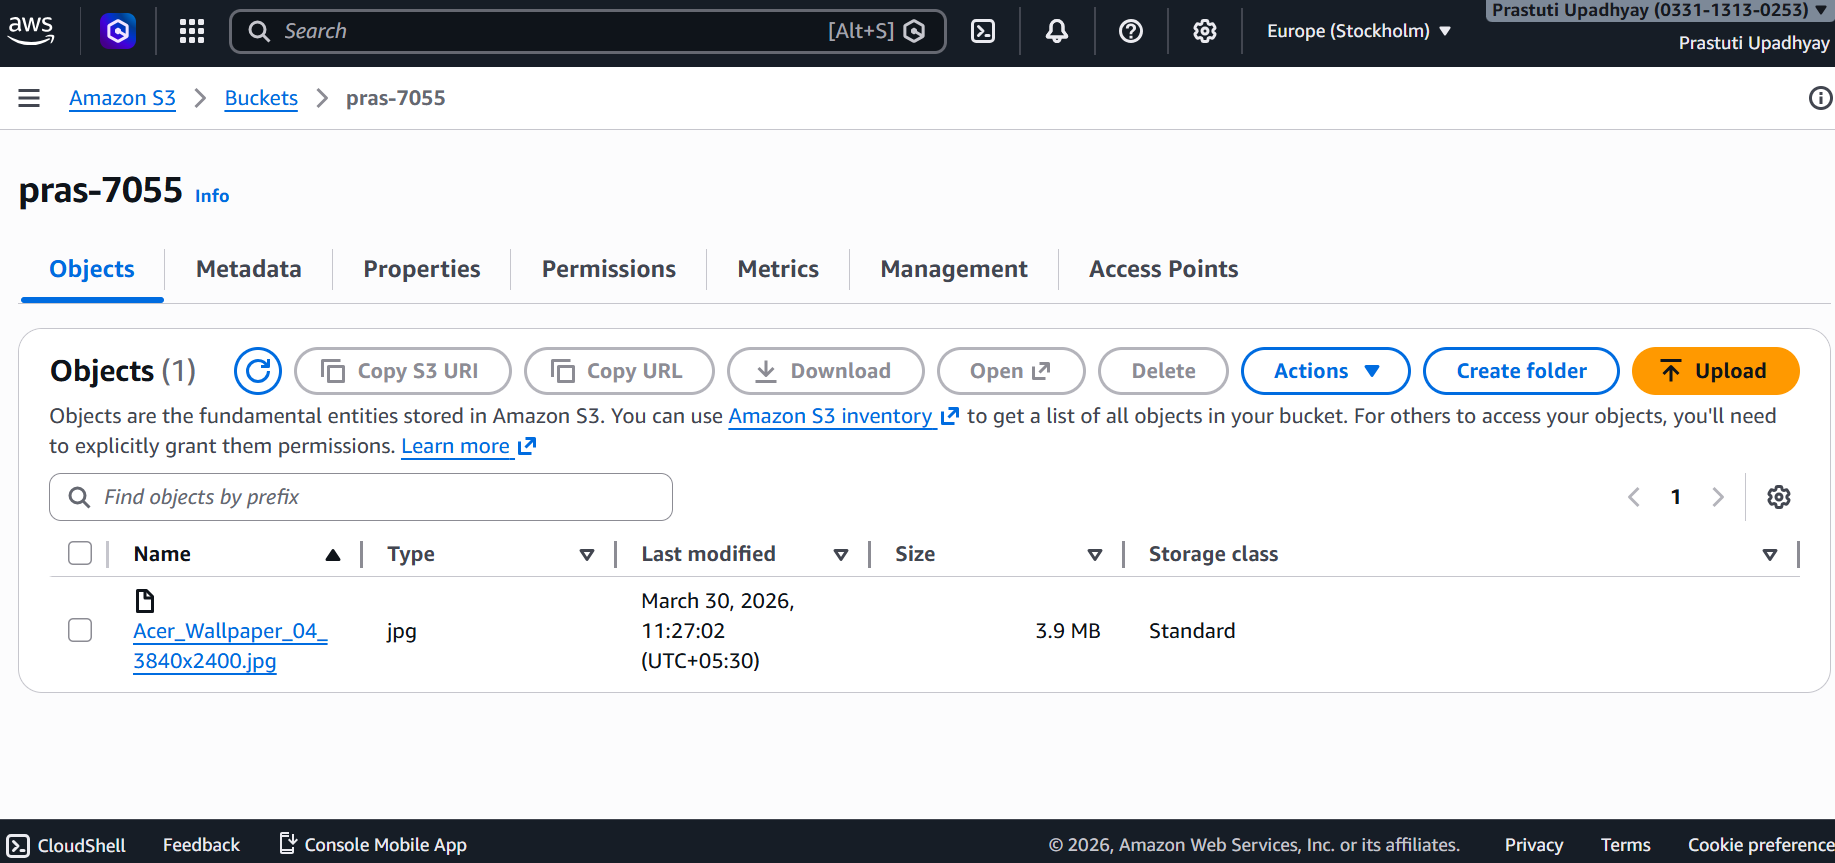 aws
Search [Alt+S]
Europe (Stockholm)
Prastuti Upadhyay (0331-1313-0253)
Prastuti Upadhyay
Amazon S3 Buckets pras-7055
pras-7055 Info
Objects Metadata Properties Permissions Metrics Management Access Points
Objects (1) Copy S3 URI Copy URL Download Open Delete Actions Create folder Upload
Objects are the fundamental entities stored in Amazon S3. You can use Amazon S3 inventory to get a list of all objects in your bucket. For others to access your objects, you'll need
to explicitly grant them permissions. Learn more
Find objects by prefix
1
Name Type Last modified Size Storage class
Acer_Wallpaper_04_
3840x2400.jpg
jpg
March 30, 2026,
11:27:02
(UTC+05:30)
3.9 MB
Standard
CloudShell Feedback Console Mobile App © 2026, Amazon Web Services, Inc. or its affiliates. Privacy Terms Cookie preference